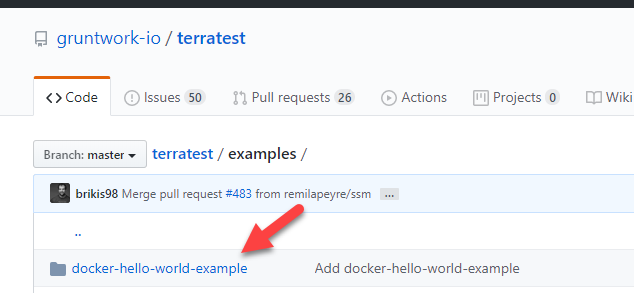 gruntwork-io / terratest
Code Issues 50 Pull requests 26 Actions Projects 0 Wiki
Branch: master terratest / examples /
brikis98 Merge pull request #483 from remilapeyre/ssm ...
..
docker-hello-world-example Add docker-hello-world-example